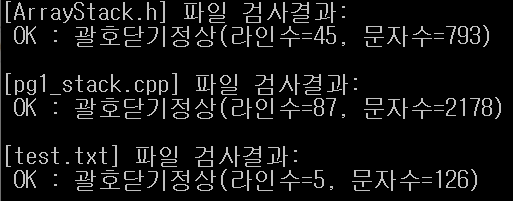 [ArrayStack.h] 파일 검사결과:
OK : 괄호닫기정상(라인수=45, 문자수=793)
[pg1_stack.cpp] 파일 검사결과:
OK : 괄호닫기정상(라인수=87, 문자수=2178)
[test.txt] 파일 검사결과:
OK : 괄호닫기정상(라인수=5, 문자수=126)